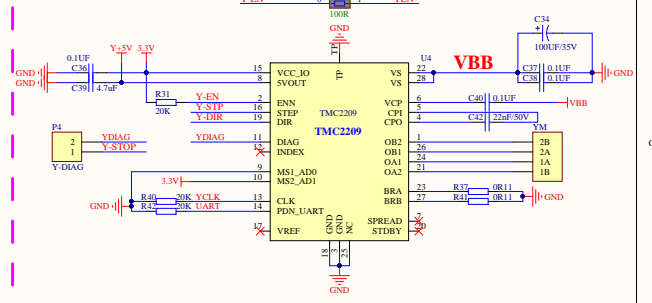 100R
GND
TP
C34
100UF/35V
U4
VBB
0.1UF
Y+5V 3.3V
GND C36
GND C39 4.7uF
15 VCC_IO TP VS 22
8 5VOUT VS 28
C37 0.1UF
C38 0.1UF
GND
R31
20K
Y-EN 2 ENN
Y-STP 16 STEP
Y-DIR 19 DIR
TMC2209
TMC2209
VCP 6 C40 0.1UF VBB
CPI 5
CPO 4 C42 22nF/50V
P4
2 YDIAG
1 Y-STOP
Y-DIAG
YDIAG 11 DIAG
12 INDEX
YM
OB2 1 2B
OB1 26 2A
OA1 24 1A
OA2 21 1B
9 MS1_AD0
3.3V 10 MS2_AD1
R40 20K YCLK 13 CLK
GND
R42 20K UART 14 PDN_UART
17 VREF
BRA 23 R37 0R11
BRB 27 R41 0R11
GND
SPREAD 7
STDBY 20
GND
GND
NC
18
3
25
GND